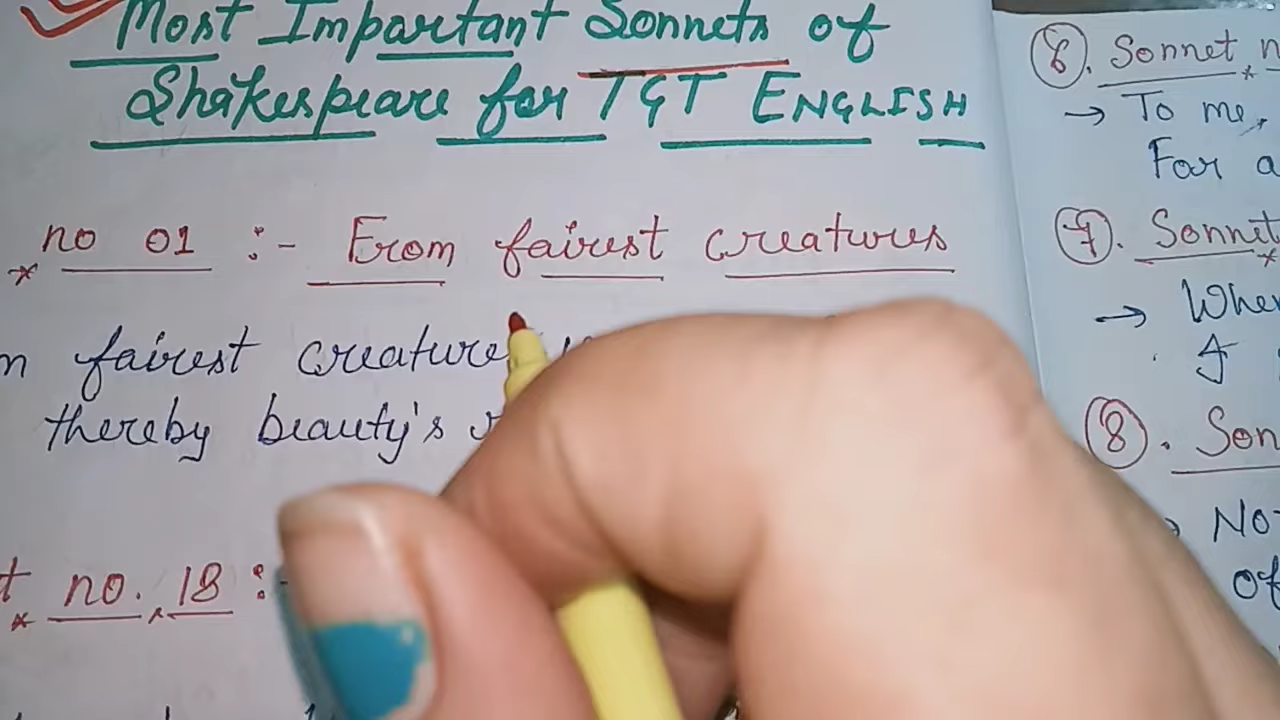 Most Important Sonnets of
Shakespeare for TGT ENGLISH
no 01 :- From fairest creatures
fairest creature
thereby beauty's
no. 18 :-
6. Sonnet
→ To me,
For a
7. Sonnet
→ When
8. Son
No
of